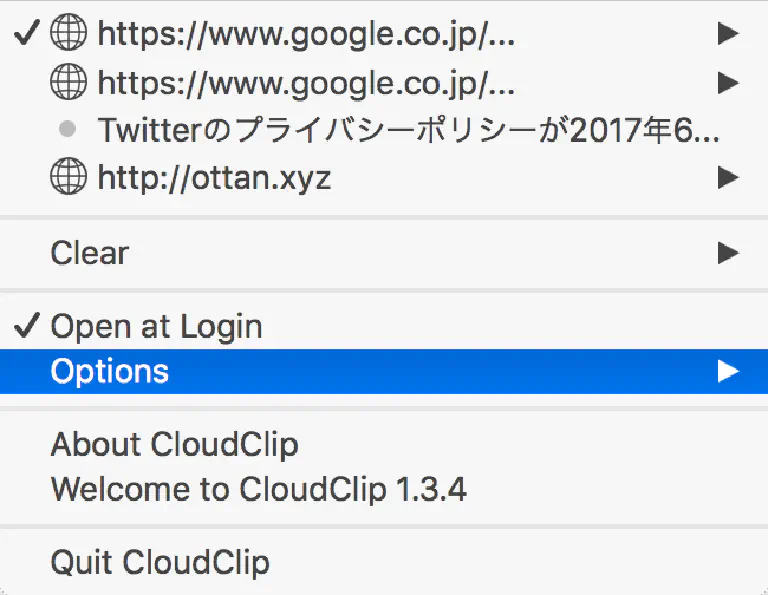 https://www.google.co.jp/...
https://www.google.co.jp/...
Twitterのプライバシーポリシーが2017年6...
http://ottan.xyz
Clear
Open at Login
Options
About CloudClip
Welcome to CloudClip 1.3.4
Quit CloudClip